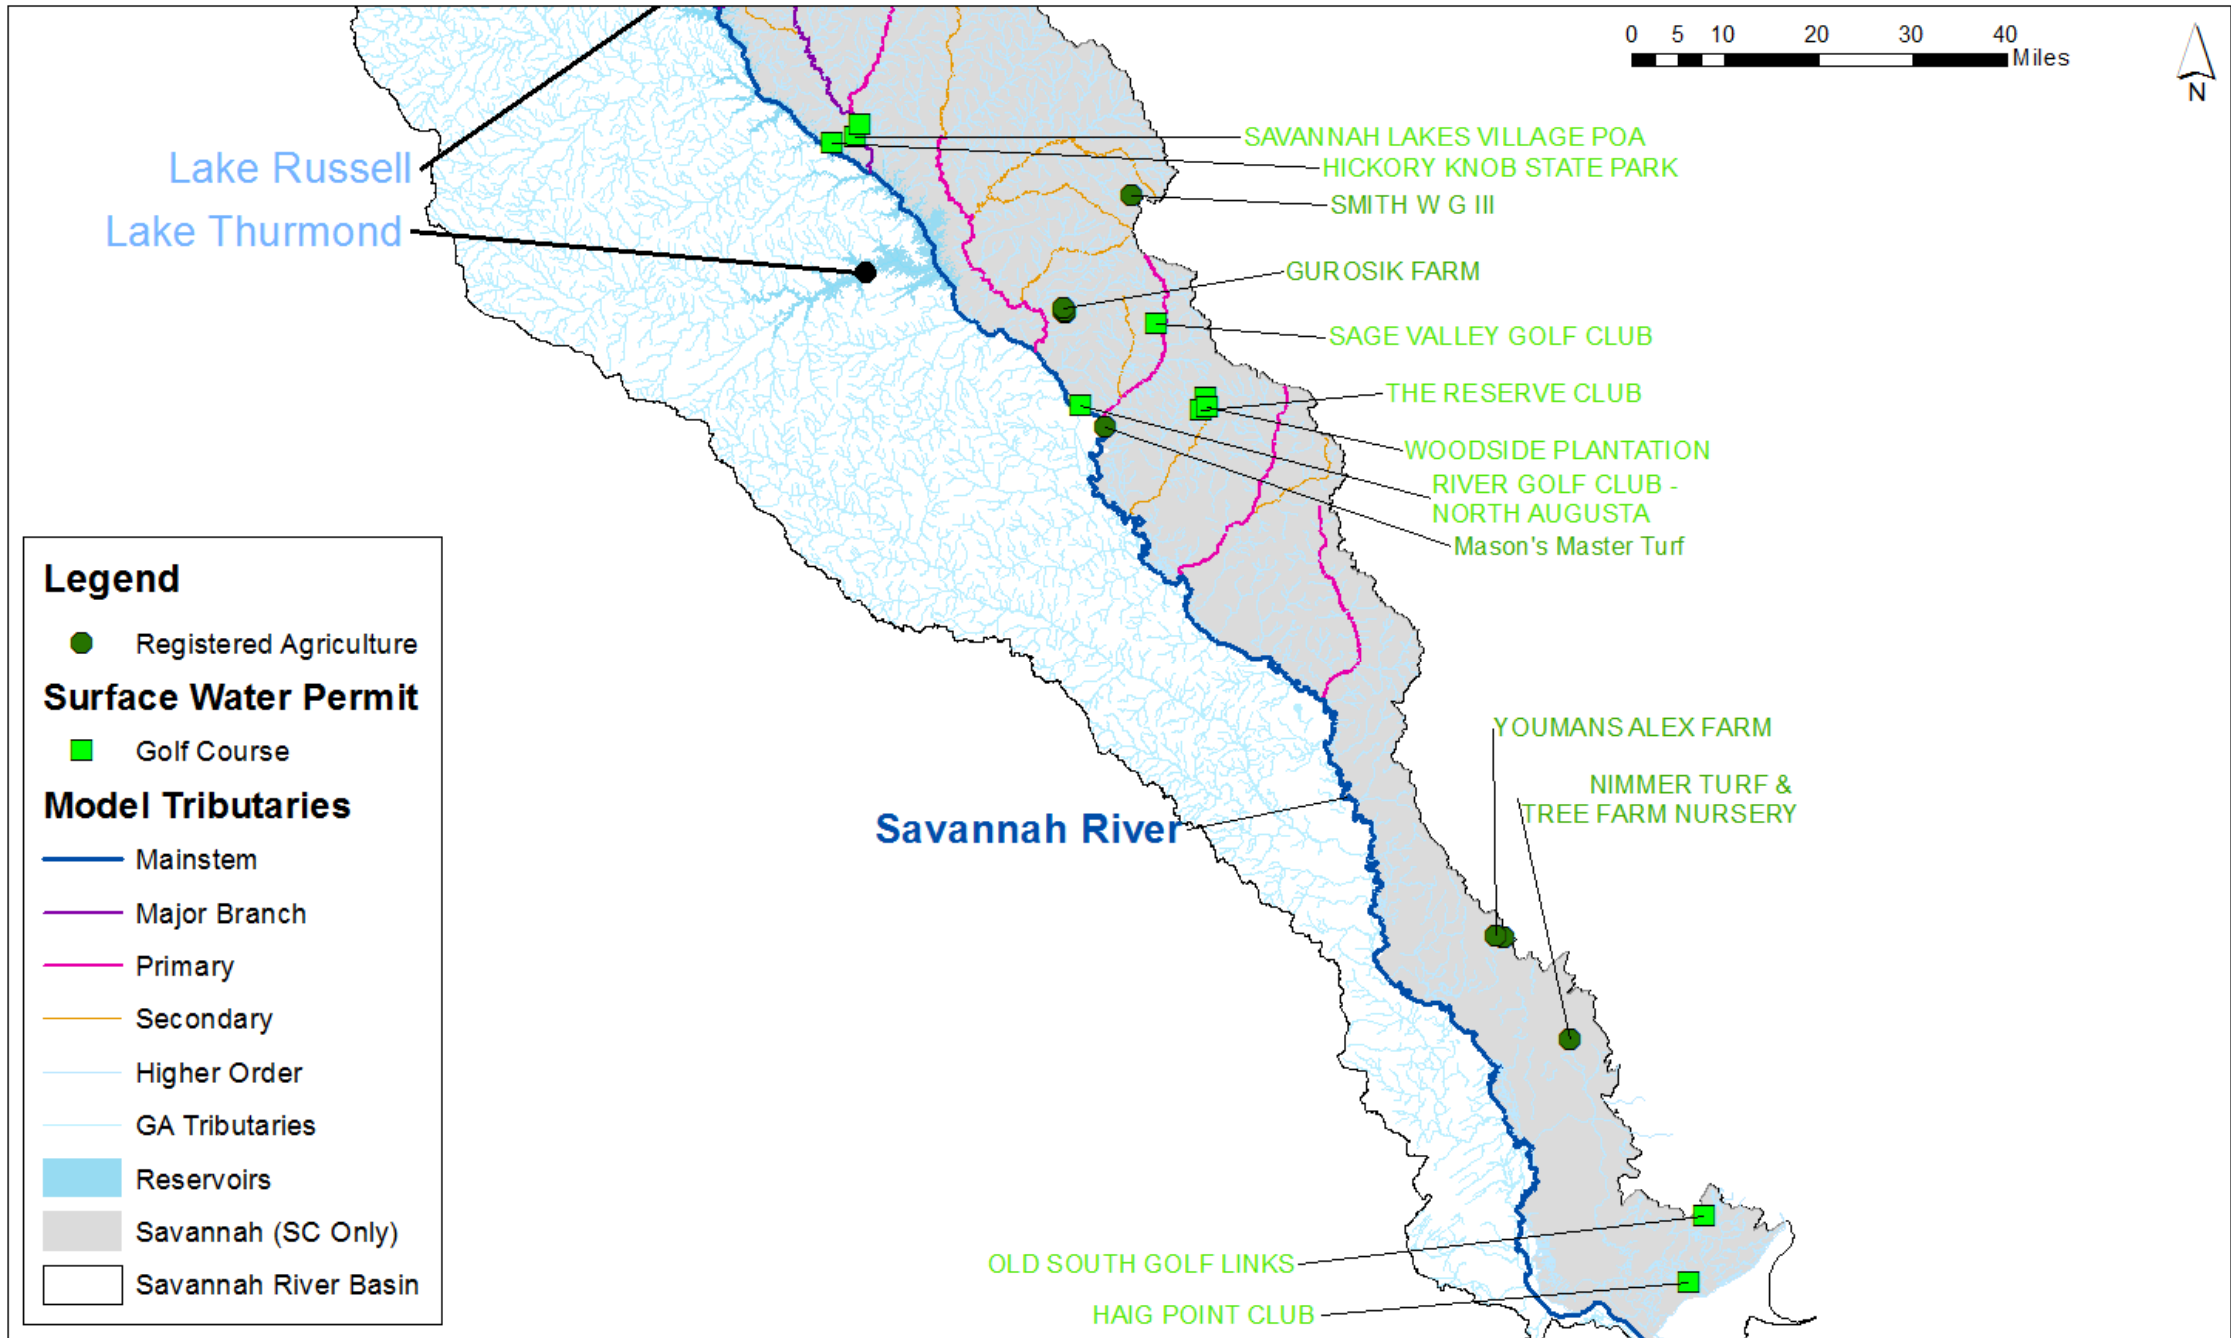 0 5 10 20 30 40
Miles
N
SAVANNAH LAKES VILLAGE POA
HICKORY KNOB STATE PARK
SMITH W G III
Lake Russell
Lake Thurmond
GUROSIK FARM
SAGE VALLEY GOLF CLUB
THE RESERVE CLUB
WOODSIDE PLANTATION
RIVER GOLF CLUB -
NORTH AUGUSTA
Mason's Master Turf
YOUMANS ALEX FARM
NIMMER TURF &
TREE FARM NURSERY
Savannah River
OLD SOUTH GOLF LINKS
HAIG POINT CLUB
Legend
Registered Agriculture
Surface Water Permit
Golf Course
Model Tributaries
Mainstem
Major Branch
Primary
Secondary
Higher Order
GA Tributaries
Reservoirs
Savannah (SC Only)
Savannah River Basin